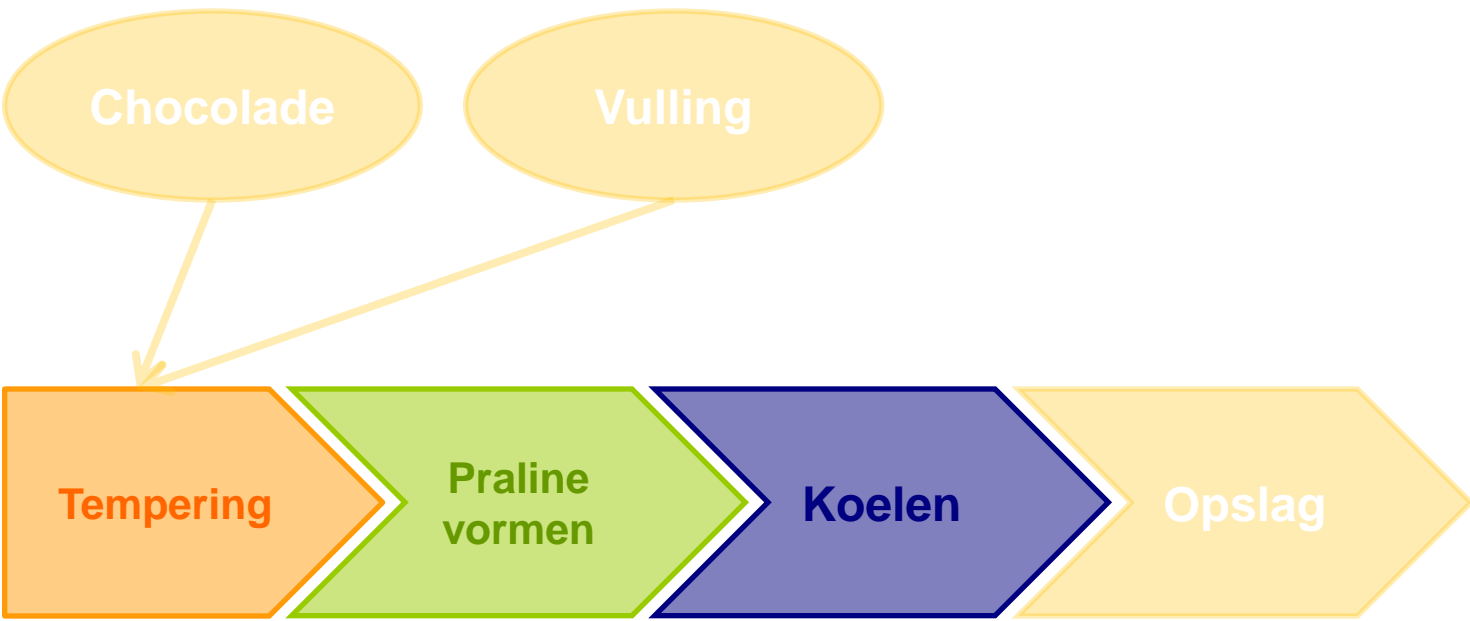 Chocolade
Vulling
Tempering
Praline
vormen
Koelen
Opslag